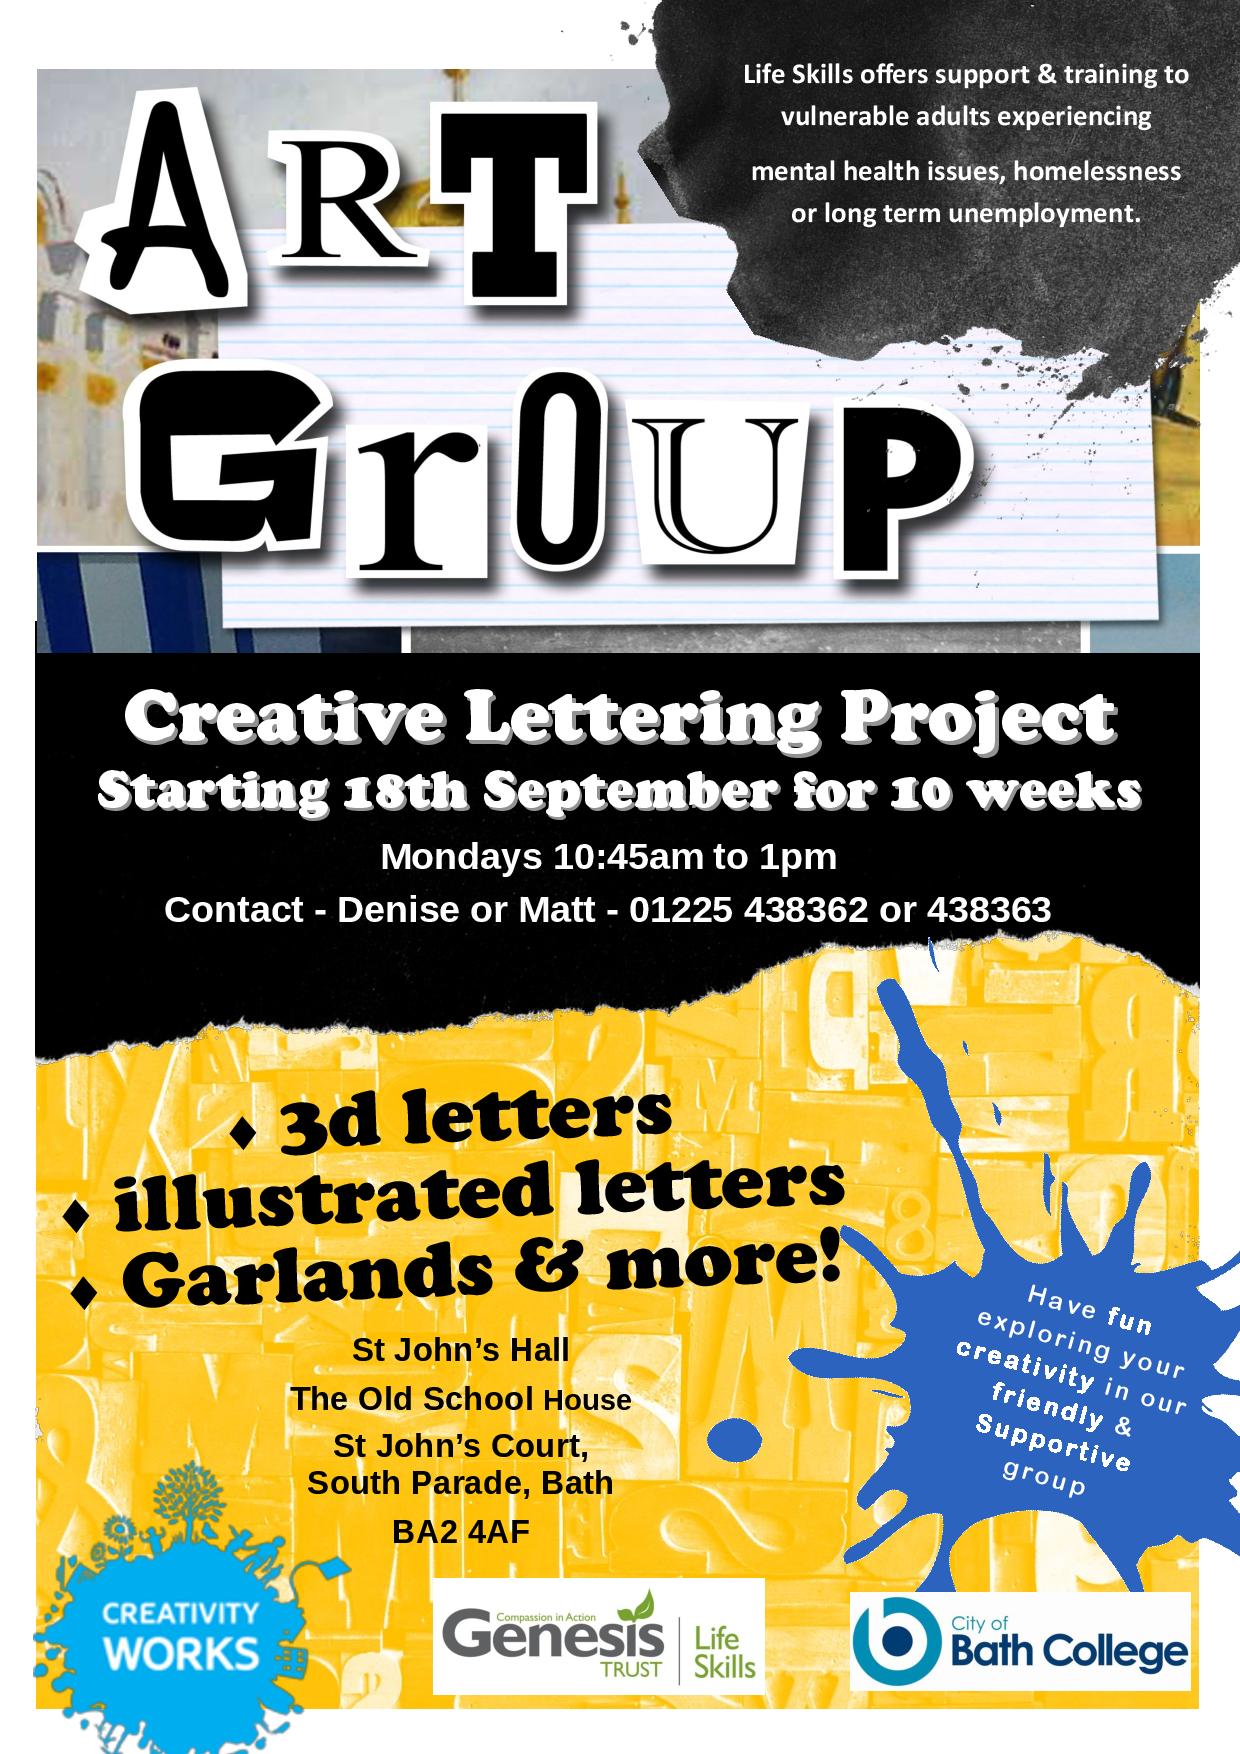 Life Skills offers support & training to
vulnerable adults experiencing
mental health issues, homelessness
or long term unemployment.
ART
GrOUP
Creative Lettering Project
Starting 18th September for 10 weeks
Mondays 10:45am to 1pm
Contact - Denise or Matt - 01225 438362 or 438363
♦ 3d letters
♦ illustrated letters
♦ Garlands & more!
St John’s Hall
The Old School House
St John’s Court,
South Parade, Bath
BA2 4AF
Have fun
exploring your
creativity in our
friendly &
Supportive
group
CREATIVITY
WORKS
Compassion in Action
Genesis
TRUST
Life
Skills
City of
Bath College